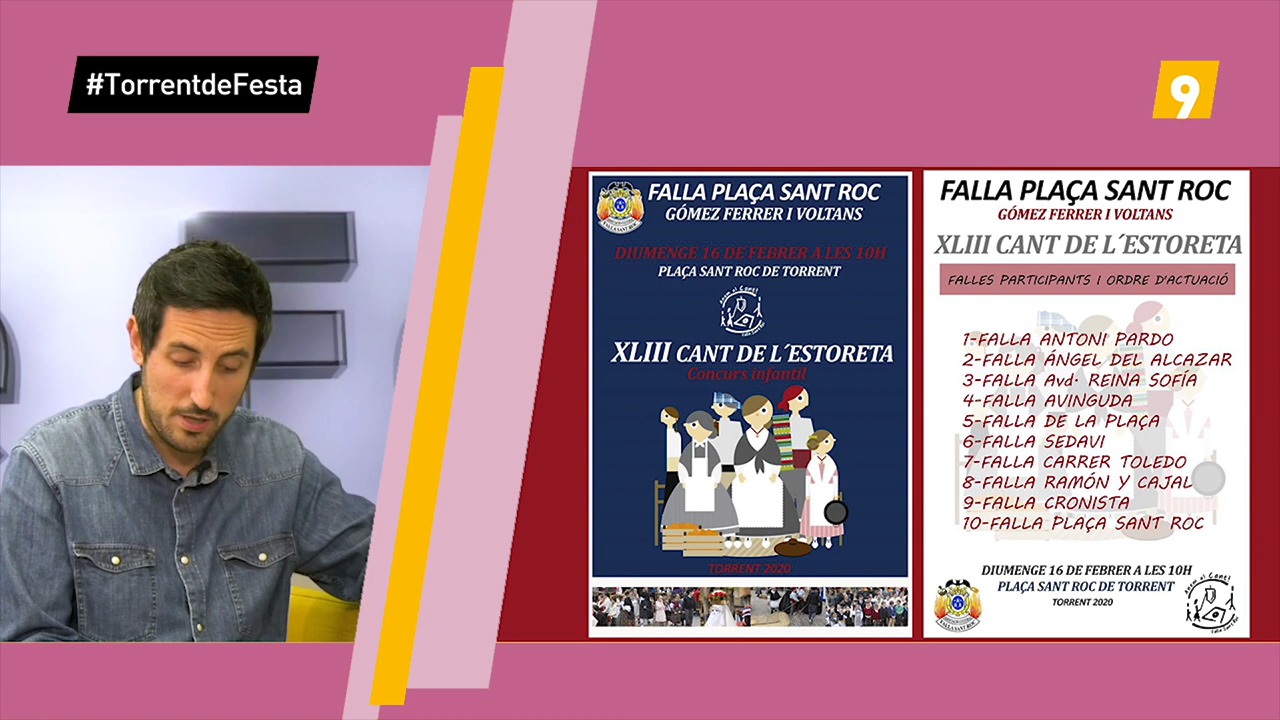 #TorrentdeFesta
9
FALLA PLAÇA SANT ROC
GÓMEZ FERRER I VOLTANS
DIUMENGE 16 DE FEBRER A LES 10H
PLAÇA SANT ROC DE TORRENT
XLIII CANT DE L´ESTORETA
Concurs infantil
TORRENT 2020
FALLA PLAÇA SANT ROC
GÓMEZ FERRER I VOLTANS
XLIII CANT DE L´ESTORETA
FALLES PARTICIPANTS I ORDRE D'ACTUACIÓ
1-FALLA ANTONI PARDO
2-FALLA ÁNGEL DEL ALCAZAR
3-FALLA Avd. REINA SOFÍA
4-FALLA AVINGUDA
5-FALLA DE LA PLAÇA
6-FALLA SEDAVI
7-FALLA CARRER TOLEDO
8-FALLA RAMÓN Y CAJAL
9-FALLA CRONISTA
10-FALLA PLAÇA SANT ROC
DIUMENGE 16 DE FEBRER A LES 10H
PLAÇA SANT ROC DE TORRENT
TORRENT 2020
FALLA SANT ROC